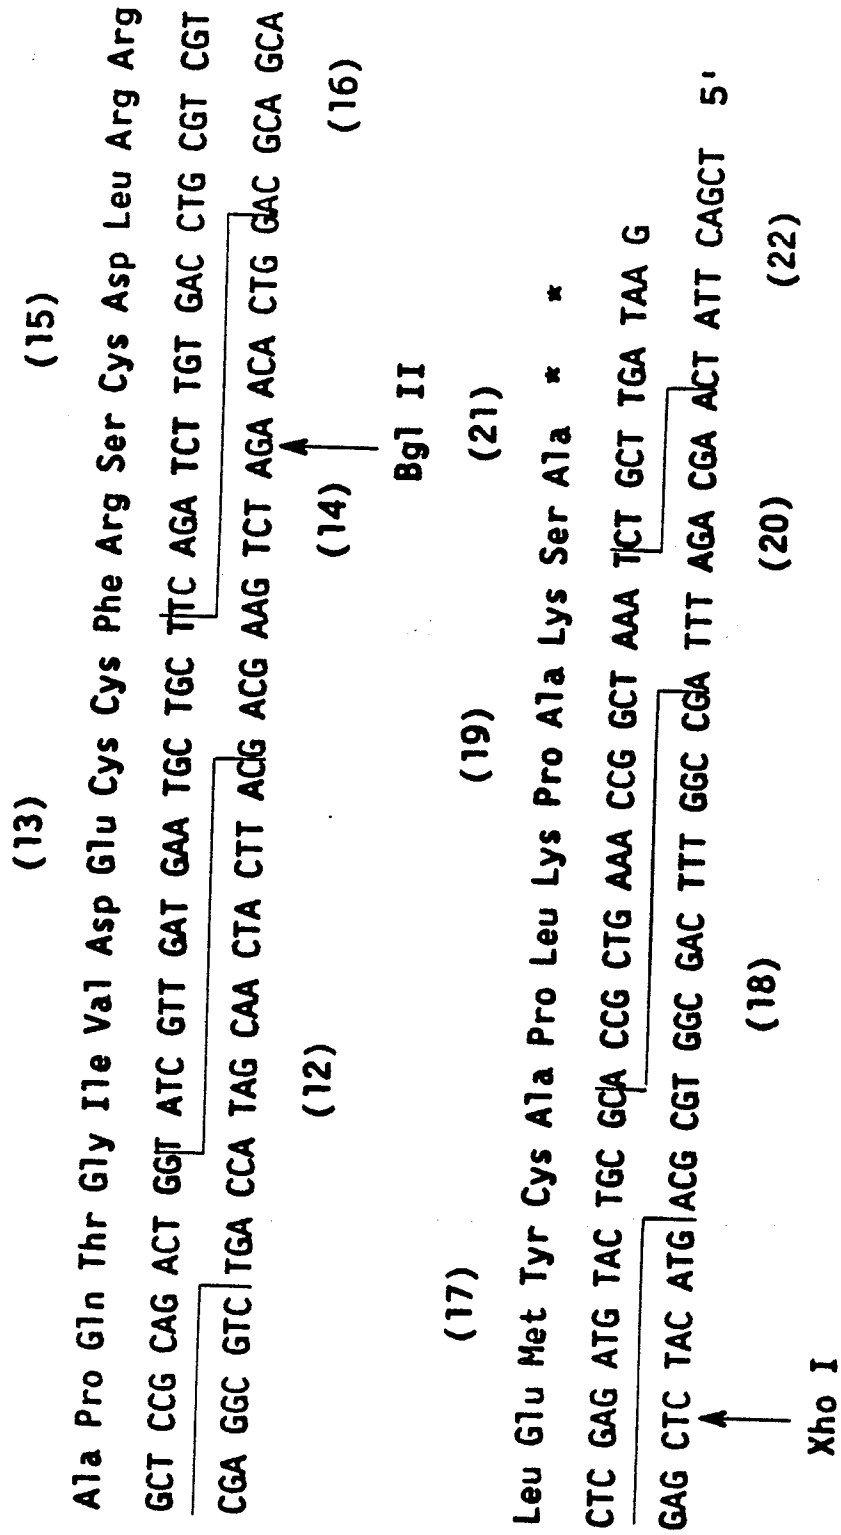 (13) (15)
Ala Pro Gln Thr Gly Ile Val Asp Glu Cys Cys Phe Arg Ser Cys Asp Leu Arg Arg
GCT CCG CAG ACT GGT ATC GTT GAT GAA TGC TGC TTC AGA TCT TGT GAC CTG CGT CGT
CGA GGC GTC TGA CCA TAG CAA CTA CTT ACG ACG AAG TCT AGA ACA CTG GAC GCA GCA
(12) (14) (16)
Bgl II
(17) (19) (21)
Leu Glu Met Tyr Cys Ala Pro Leu Lys Pro Ala Lys Ser Ala * *
CTC GAG ATG TAC TGC GCA CCG CTG AAA CCG GCT AAA TCT GCT TGA TAA G
GAG CTC TAC ATG ACG CGT GGC GAC TTT GGC CGA TTT AGA CGA ACT ATT CAGCT 5'
(18) (20) (22)
Xho I